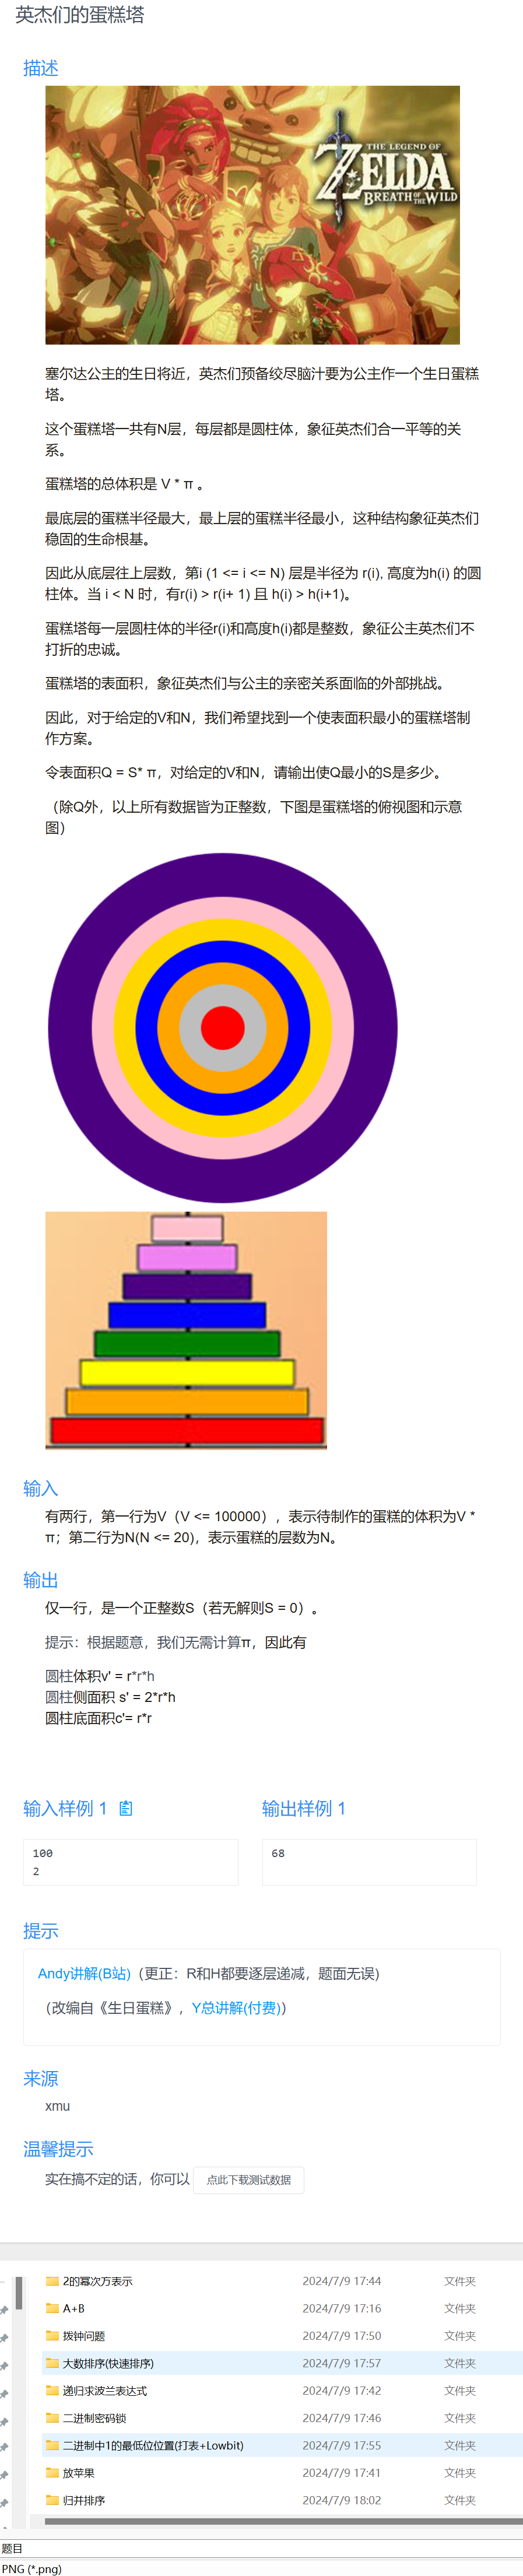 英杰们的蛋糕塔
描述
THE LEGEND OF
ZELDA
BREATH OF THE WILD
塞尔达公主的生日将近，英杰们预备绞尽脑汁要为公主作一个生日蛋糕
塔。
这个蛋糕塔一共有N层，每层都是圆柱体，象征英杰们合一平等的关
系。
蛋糕塔的总体积是 V * π 。
最底层的蛋糕半径最大，最上层的蛋糕半径最小，这种结构象征英杰们
稳固的生命根基。
因此从底层往上层数，第i (1 <= i <= N) 层是半径为 r(i), 高度为h(i) 的圆
柱体。当 i < N 时，有r(i) > r(i+ 1) 且 h(i) > h(i+1)。
蛋糕塔每一层圆柱体的半径r(i)和高度h(i)都是整数，象征公主英杰们不
打折的忠诚。
蛋糕塔的表面积，象征英杰们与公主的亲密关系面临的外部挑战。
因此，对于给定的V和N，我们希望找到一个使表面积最小的蛋糕塔制
作方案。
令表面积Q = S* π，对给定的V和N，请输出使Q最小的S是多少。
（除Q外，以上所有数据皆为正整数，下图是蛋糕塔的俯视图和示意
图）
输入
有两行，第一行为V（V <= 100000），表示待制作的蛋糕的体积为V *
π；第二行为N(N <= 20)，表示蛋糕的层数为N。
输出
仅一行，是一个正整数S（若无解则S = 0）。
提示：根据题意，我们无需计算π，因此有
圆柱体积v' = r*r*h
圆柱侧面积 s' = 2*r*h
圆柱底面积c'= r*r
输入样例 1
输出样例 1
100
2
68
提示
Andy讲解(B站)（更正：R和H都要逐层递减，题面无误)
（改编自《生日蛋糕》，Y总讲解(付费)）
来源
xmu
温馨提示
实在搞不定的话，你可以 点此下载测试数据
2的幂次方表示 2024/7/9 17:44 文件夹
A+B 2024/7/9 17:16 文件夹
拨钟问题 2024/7/9 17:50 文件夹
大数排序(快速排序) 2024/7/9 17:57 文件夹
递归求波兰表达式 2024/7/9 17:42 文件夹
二进制密码锁 2024/7/9 17:46 文件夹
二进制中1的最低位位置(打表+Lowbit) 2024/7/9 17:55 文件夹
放苹果 2024/7/9 17:41 文件夹
归并排序 2024/7/9 18:02 文件夹
题目
PNG (*.png)